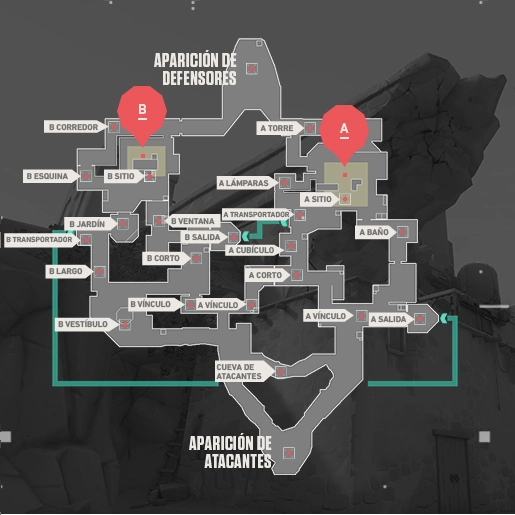 APARICIÓN DE
DEFENSORES
B
A
B CORREDOR
A TORRE
B ESQUINA
B SITIO
A LÁMPARAS
A SITIO
B JARDÍN
B VENTANA
A TRANSPORTADOR
B TRANSPORTADOR
B SALIDA
A BAÑO
A CUBÍCULO
B CORTO
B LARGO
A CORTO
B VÍNCULO
A VÍNCULO
A VÍNCULO
A SALIDA
B VESTÍBULO
CUEVA DE
ATACANTES
APARICIÓN DE
ATACANTES